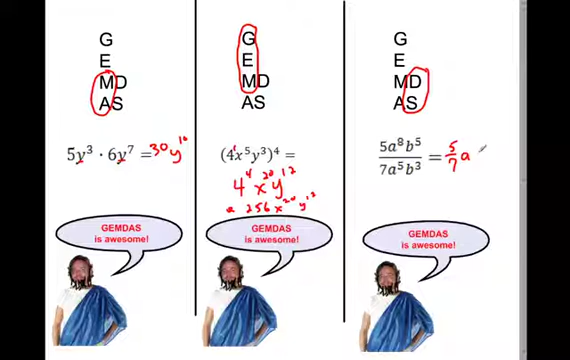 G
E
MD
AS
5y³ · 6y⁷ = 30y¹⁰
GEMDAS
is awesome!
G
E
MD
AS
(4¹x⁵y³)⁴ =
4⁴ x²⁰ y¹²
256 x²⁰ y¹²
GEMDAS
is awesome!
G
E
MD
AS
5a⁸b⁵ / 7a⁵b³ = 5/7 a
GEMDAS
is awesome!